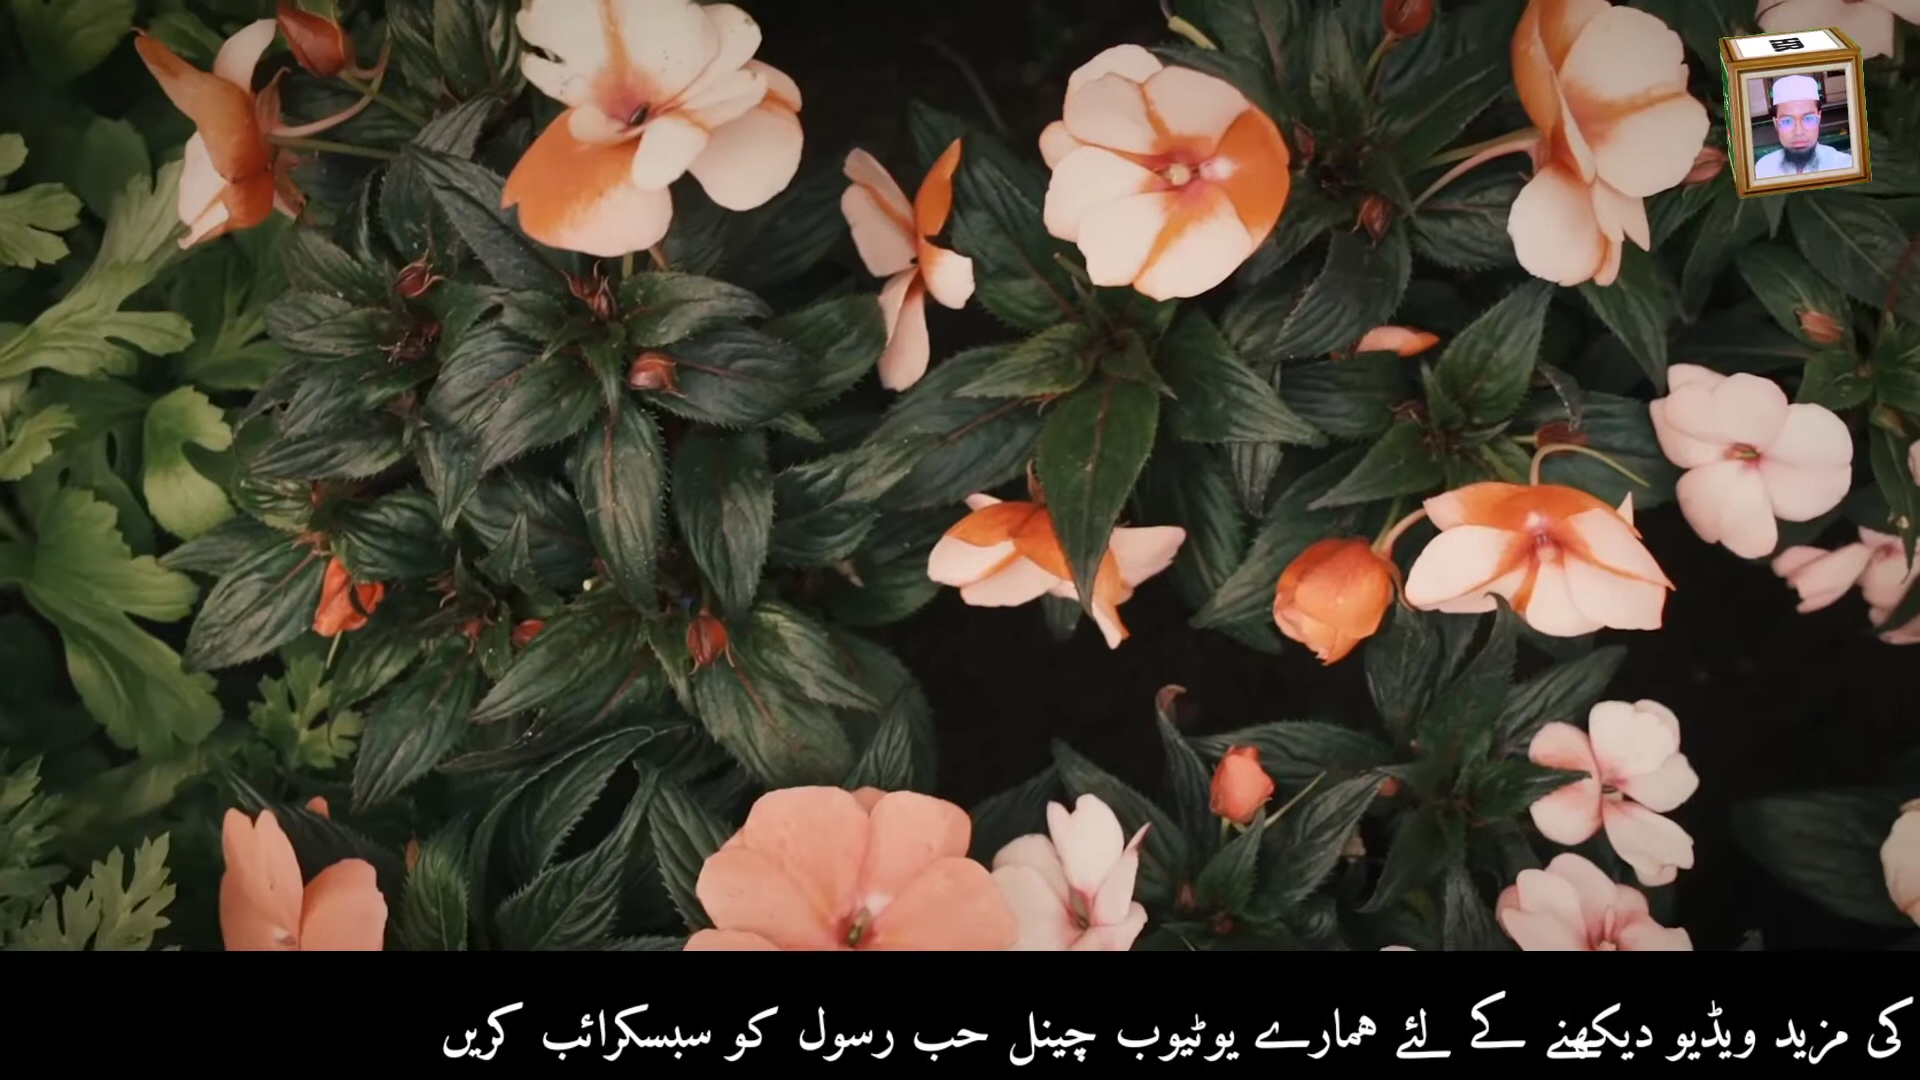 کی مزید ویڈیو دیکھنے کے لئے ہمارے یوٹیوب چینل حب رسول کو سبسکرائب کریں